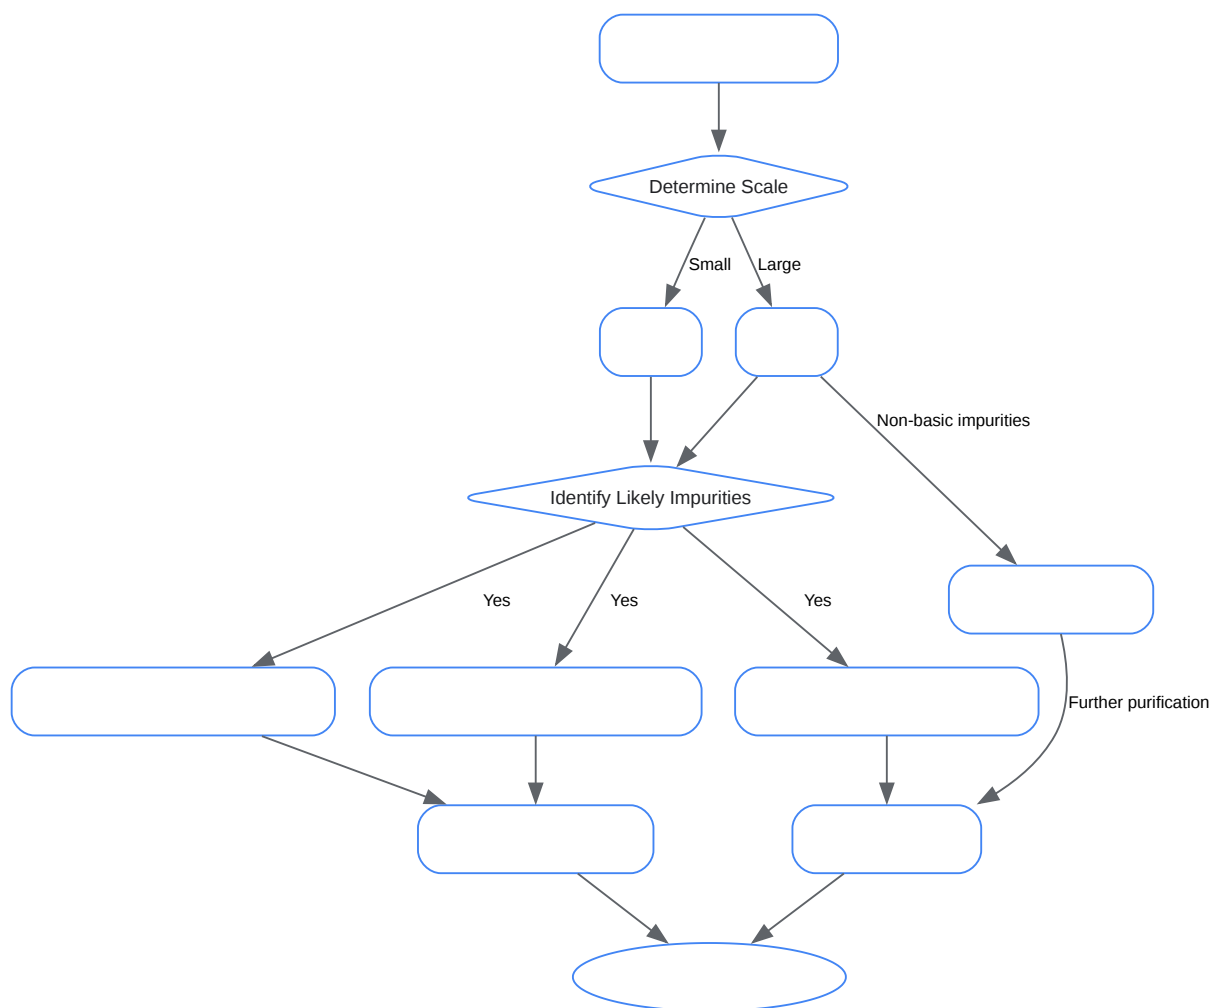 Determine Scale
Small
Large
Non-basic impurities
Identify Likely Impurities
Yes
Yes
Yes
Further purification